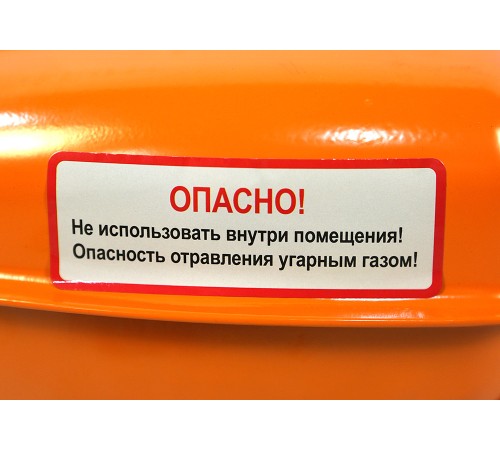 ОПАСНО!
Не использовать внутри помещения!
Опасность отравления угарным газом!